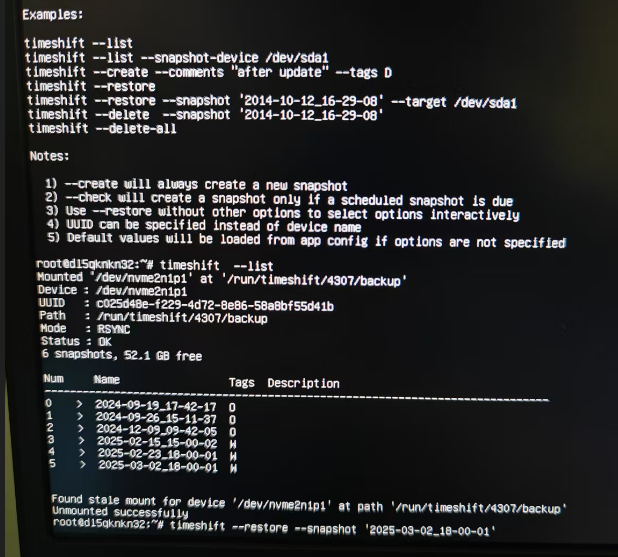 Examples:
timeshift --list
timeshift --list --snapshot-device /dev/sda1
timeshift --create --comments "after update" --tags D
timeshift --restore
timeshift --restore --snapshot '2014-10-12_16-29-08' --target /dev/sda1
timeshift --delete --snapshot '2014-10-12_16-29-08'
timeshift --delete-all
Notes:
1) --create will always create a new snapshot
2) --check will create a snapshot only if a scheduled snapshot is due
3) Use --restore without other options to select options interactively
4) UUID can be specified instead of device name
5) Default values will be loaded from app config if options are not specified
root@dl5qknkn32:~# timeshift --list
Mounted '/dev/nvme2n1p1' at '/run/timeshift/4307/backup'
Device : /dev/nvme2n1p1
UUID : c025d48e-f229-4d72-8e86-58a8bf55d41b
Path : /run/timeshift/4307/backup
Mode : RSYNC
Status : OK
6 snapshots, 52.1 GB free
Num Name Tags Description
------------------------------------------------------------------------------
0 > 2024-09-19_17-42-17 O
1 > 2024-09-26_15-11-37 O
2 > 2024-12-09_09-42-05 O
3 > 2025-02-15_15-00-02 W
4 > 2025-02-23_18-00-01 W
5 > 2025-03-02_18-00-01 W
Found stale mount for device '/dev/nvme2n1p1' at path '/run/timeshift/4307/backup'
Unmounted successfully
root@dl5qknkn32:~# timeshift --restore --snapshot '2025-03-02_18-00-01'